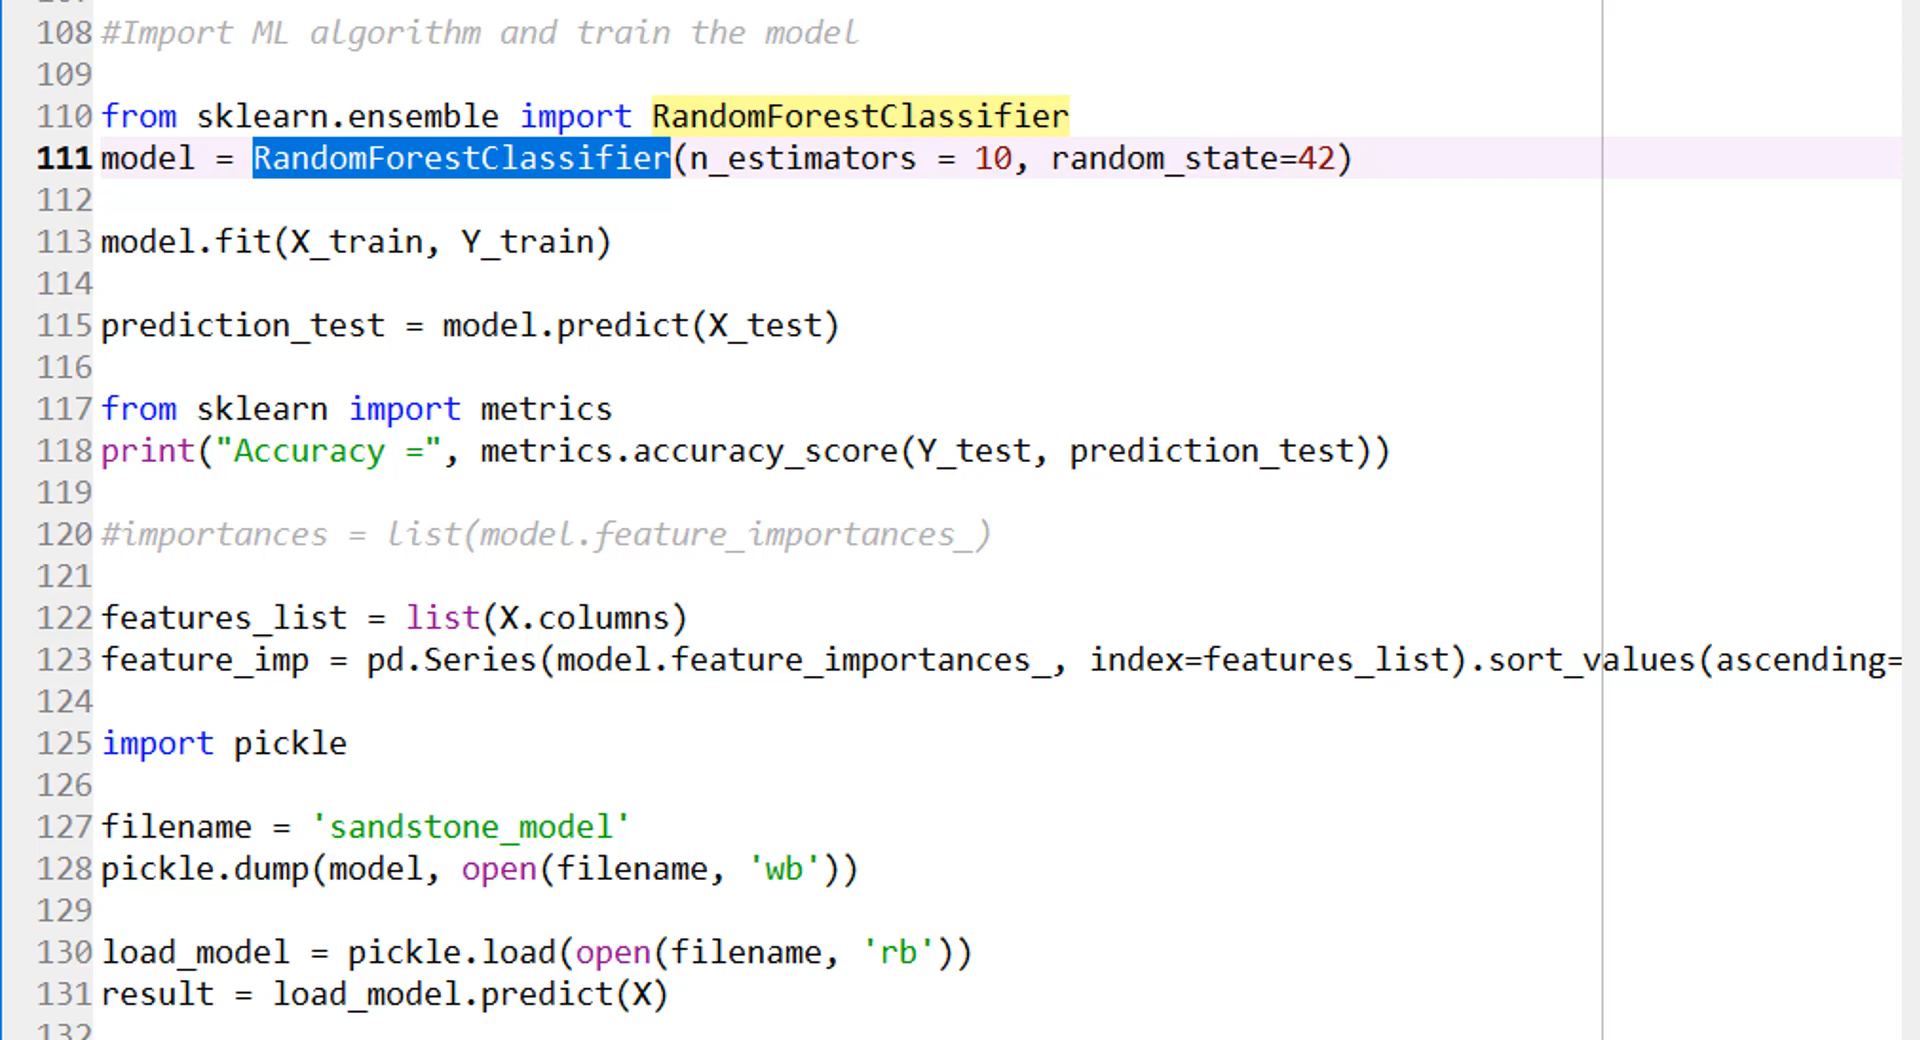 108 #Import ML algorithm and train the model
109
110 from sklearn.ensemble import RandomForestClassifier
111 model = RandomForestClassifier(n_estimators = 10, random_state=42)
112
113 model.fit(X_train, Y_train)
114
115 prediction_test = model.predict(X_test)
116
117 from sklearn import metrics
118 print("Accuracy =", metrics.accuracy_score(Y_test, prediction_test))
119
120 #importances = list(model.feature_importances_)
121
122 features_list = list(X.columns)
123 feature_imp = pd.Series(model.feature_importances_, index=features_list).sort_values(ascending=
124
125 import pickle
126
127 filename = 'sandstone_model'
128 pickle.dump(model, open(filename, 'wb'))
129
130 load_model = pickle.load(open(filename, 'rb'))
131 result = load_model.predict(X)
132